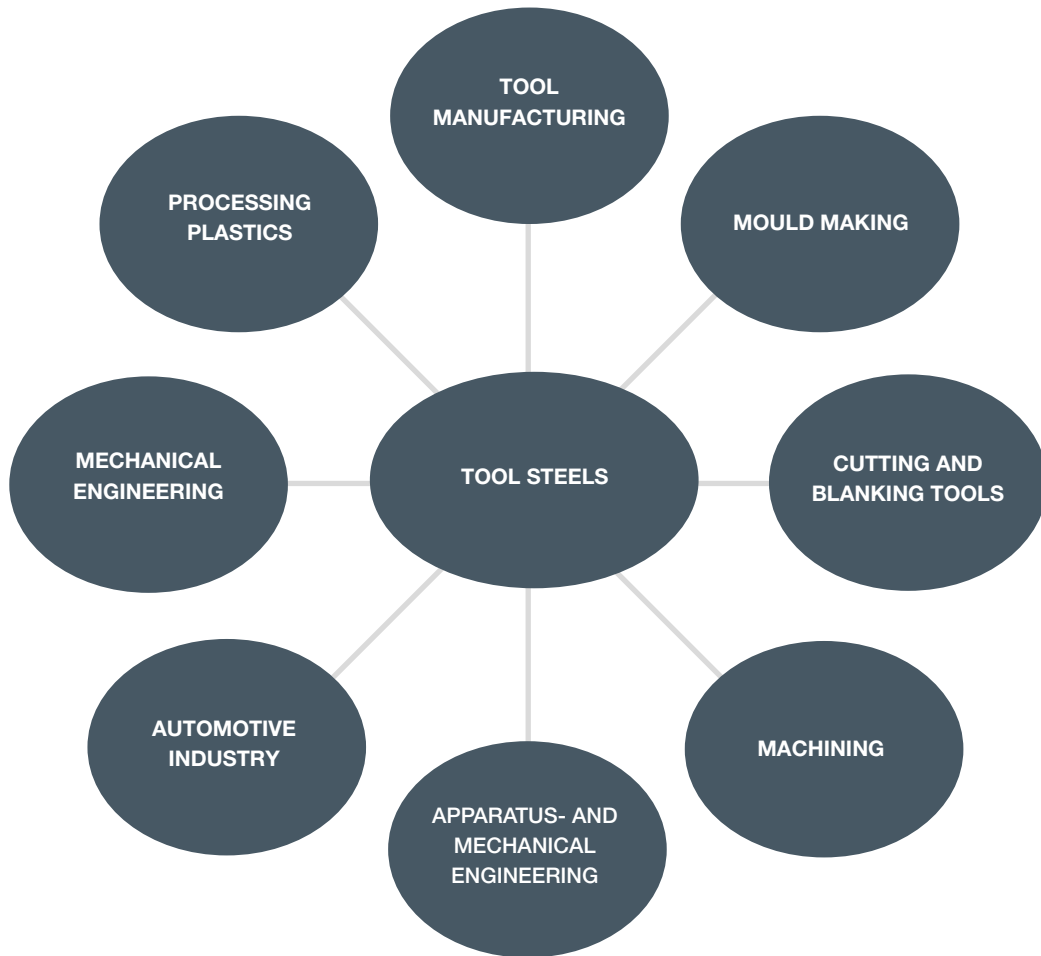 TOOL
MANUFACTURING
PROCESSING
PLASTICS
MOULD MAKING
MECHANICAL
ENGINEERING
TOOL STEELS
CUTTING AND
BLANKING TOOLS
AUTOMOTIVE
INDUSTRY
MACHINING
APPARATUS- AND
MECHANICAL
ENGINEERING